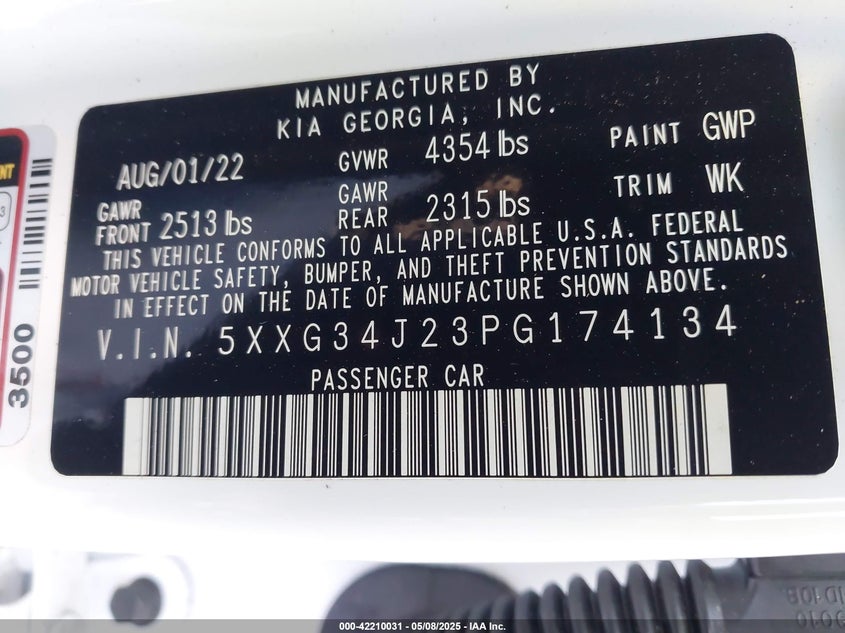 MANUFACTURED BY
KIA GEORGIA, INC.
AUG/01/22 GVWR 4354 lbs PAINT GWP
GAWR FRONT 2513 lbs GAWR REAR 2315 lbs TRIM WK
THIS VEHICLE CONFORMS TO ALL APPLICABLE U.S.A. FEDERAL
MOTOR VEHICLE SAFETY, BUMPER, AND THEFT PREVENTION STANDARDS
IN EFFECT ON THE DATE OF MANUFACTURE SHOWN ABOVE.
V.I.N. 5XXG34J23PG174134
PASSENGER CAR
3500
000-42210031 - 05/08/2025 - IAA Inc.